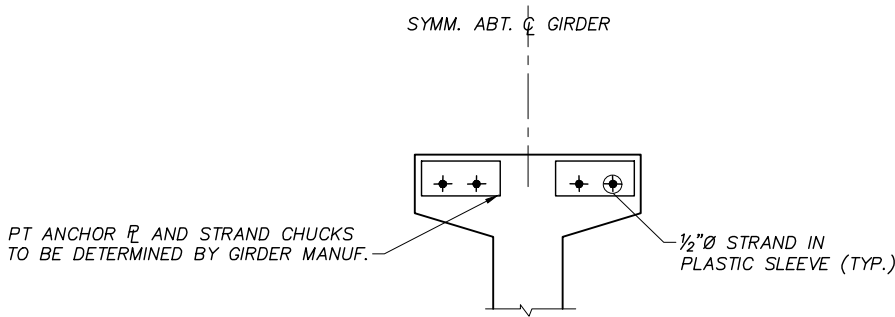 SYMM. ABT. ℄ GIRDER
PT ANCHOR ⅊ AND STRAND CHUCKS
TO BE DETERMINED BY GIRDER MANUF.
½"Ø STRAND IN
PLASTIC SLEEVE (TYP.)